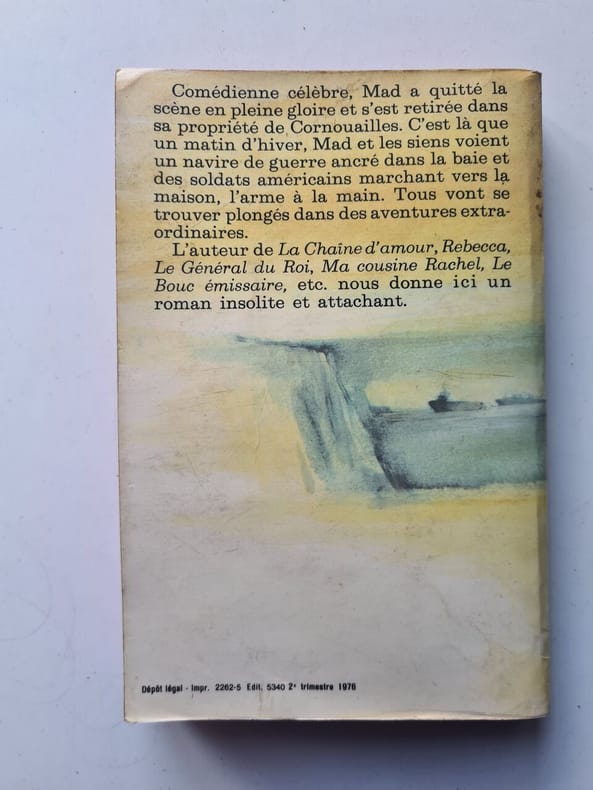 Comédienne célèbre, Mad a quitté la
scène en pleine gloire et s'est retirée dans
sa propriété de Cornouailles. C'est là que
un matin d'hiver, Mad et les siens voient
un navire de guerre ancré dans la baie et
des soldats américains marchant vers la
maison, l'arme à la main. Tous vont se
trouver plongés dans des aventures extra-
ordinaires.
L'auteur de La Chaîne d'amour, Rebecca,
Le Général du Roi, Ma cousine Rachel, Le
Bouc émissaire, etc. nous donne ici un
roman insolite et attachant.
Dépôt légal - Impr. 2262-5 Edit. 5340 2e trimestre 1976